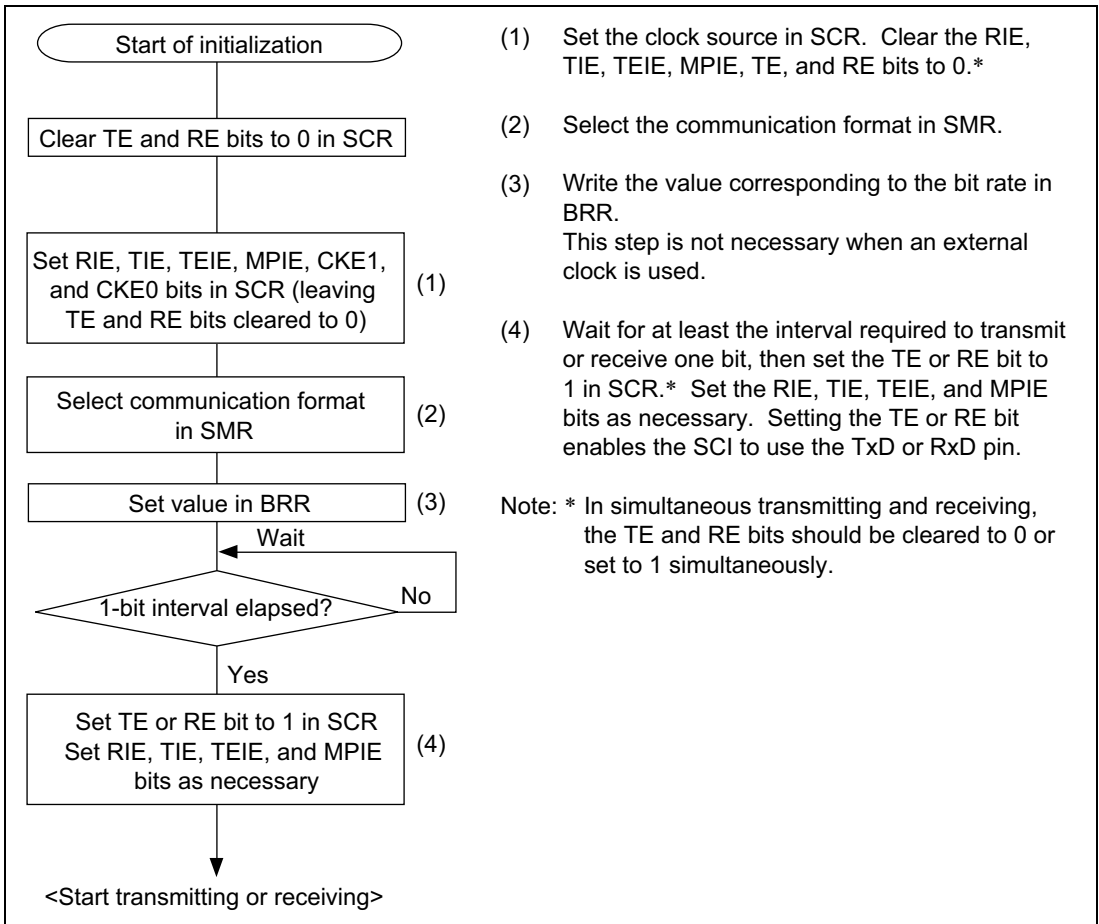 Start of initialization
Clear TE and RE bits to 0 in SCR
Set RIE, TIE, TEIE, MPIE, CKE1,
and CKE0 bits in SCR (leaving
TE and RE bits cleared to 0)
(1)
Select communication format
in SMR
(2)
Set value in BRR
(3)
Wait
1-bit interval elapsed?
No
Yes
Set TE or RE bit to 1 in SCR
Set RIE, TIE, TEIE, and MPIE
bits as necessary
(4)
<Start transmitting or receiving>
(1) Set the clock source in SCR. Clear the RIE,
TIE, TEIE, MPIE, TE, and RE bits to 0.*
(2) Select the communication format in SMR.
(3) Write the value corresponding to the bit rate in
BRR.
This step is not necessary when an external
clock is used.
(4) Wait for at least the interval required to transmit
or receive one bit, then set the TE or RE bit to
1 in SCR.* Set the RIE, TIE, TEIE, and MPIE
bits as necessary. Setting the TE or RE bit
enables the SCI to use the TxD or RxD pin.
Note: * In simultaneous transmitting and receiving,
the TE and RE bits should be cleared to 0 or
set to 1 simultaneously.